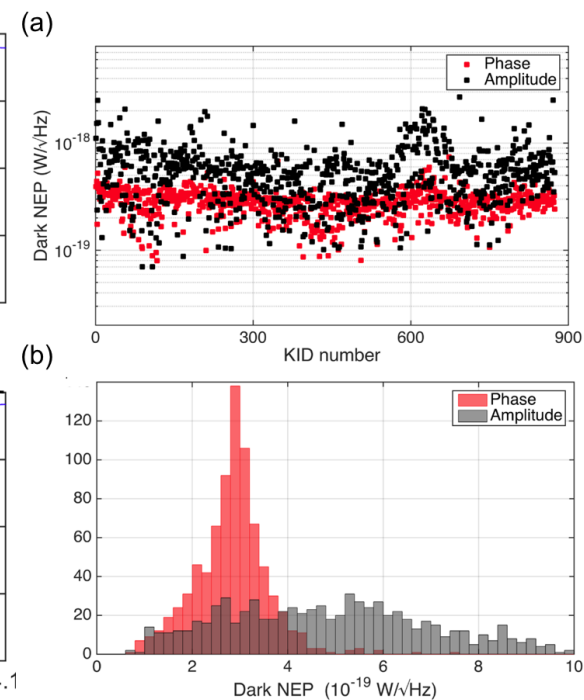 (a)
Phase
Amplitude
Dark NEP (W/√Hz)
10-18
10-19
0
300
600
900
KID number
(b)
Phase
Amplitude
120
100
80
60
40
20
0
0
2
4
6
8
10
Dark NEP (10-19 W/√Hz)
.1